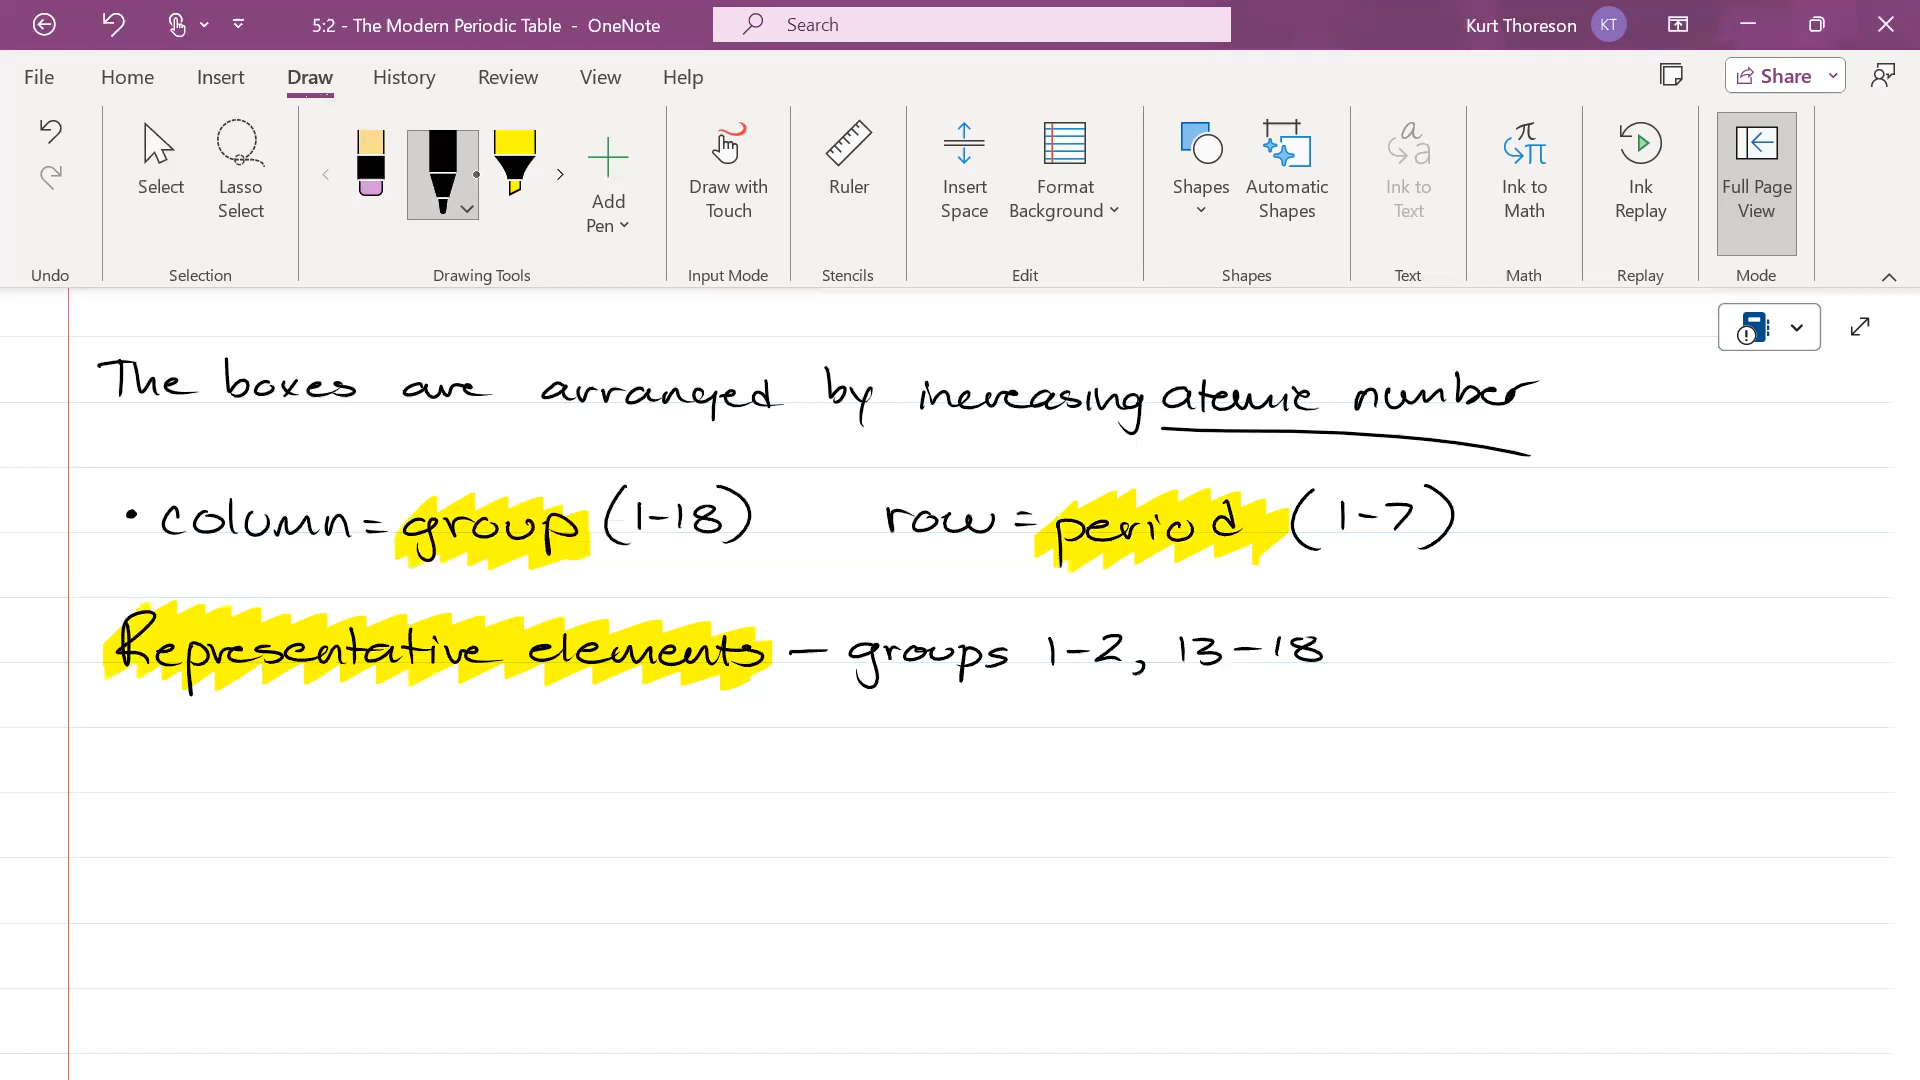 5:2 - The Modern Periodic Table - OneNote
Search
Kurt Thoreson KT
File Home Insert Draw History Review View Help
Share
Select
Lasso Select
Add Pen
Draw with Touch
Ruler
Insert Space
Format Background
Shapes
Automatic Shapes
Ink to Text
Ink to Math
Ink Replay
Full Page View
Undo Selection Drawing Tools Input Mode Stencils Edit Shapes Text Math Replay Mode
The boxes are arranged by increasing atomic number
• column = group (1-18) row = period (1-7)
Representative elements — groups 1-2, 13-18